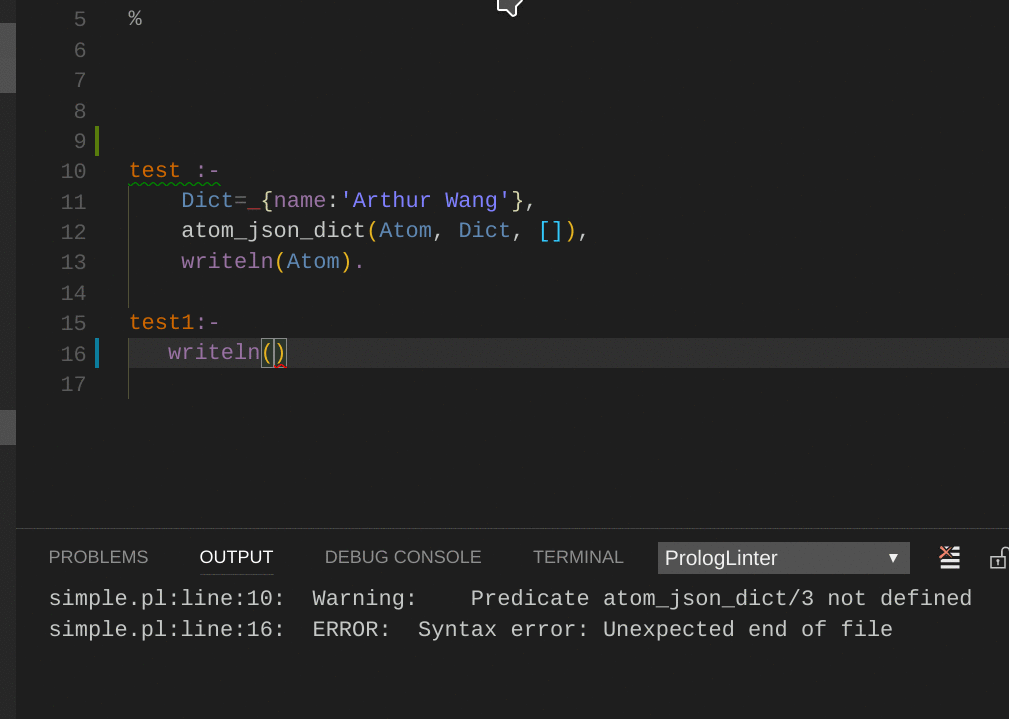 5 %
6
7
8
9
10 test :-
11 Dict=_{name:'Arthur Wang'},
12 atom_json_dict(Atom, Dict, []),
13 writeln(Atom).
14
15 test1:-
16 writeln()
17
PROBLEMS OUTPUT DEBUG CONSOLE TERMINAL PrologLinter
simple.pl:line:10: Warning: Predicate atom_json_dict/3 not defined
simple.pl:line:16: ERROR: Syntax error: Unexpected end of file